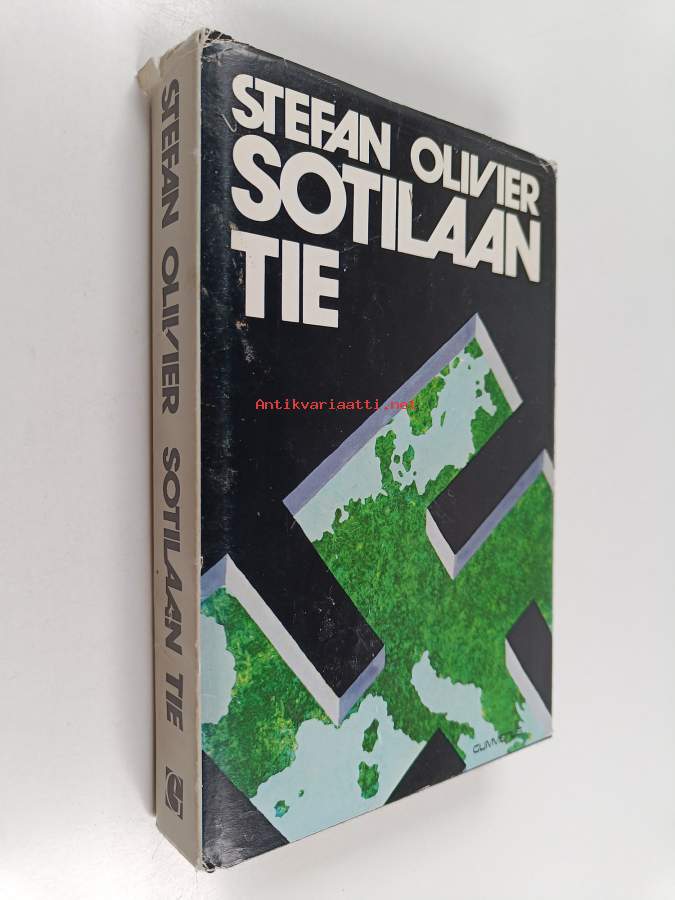 STEFAN OLIVIER
SOTILAAN
TIE
STEFAN OLIVIER SOTILAAN TIE
Antikvariaatti.net